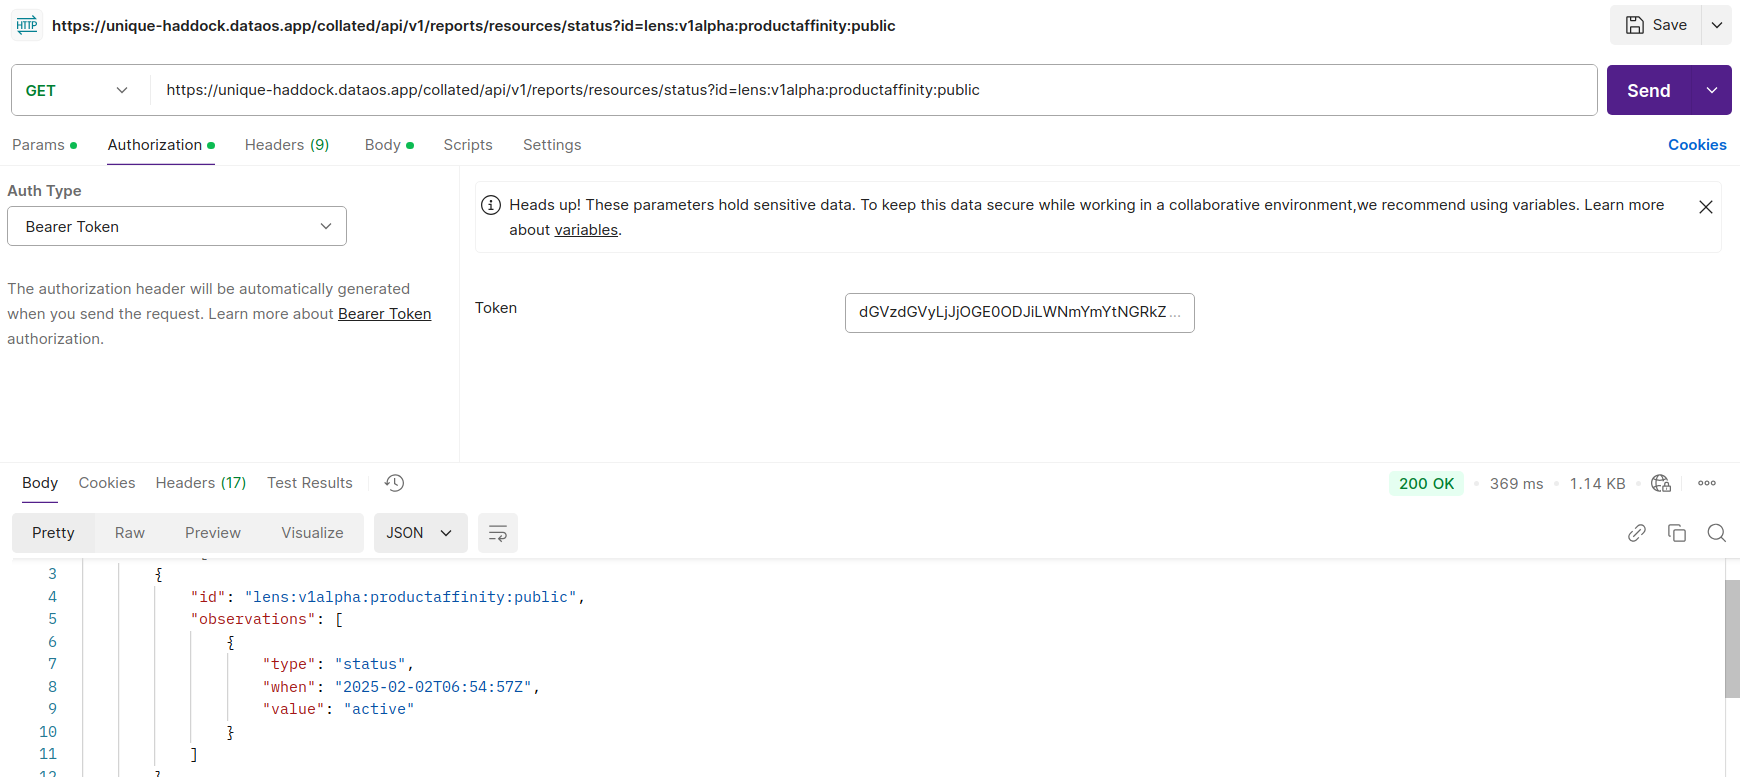 HTTP https://unique-haddock.dataos.app/collated/api/v1/reports/resources/status?id=lens:v1alpha:productaffinity:public Save
GET https://unique-haddock.dataos.app/collated/api/v1/reports/resources/status?id=lens:v1alpha:productaffinity:public Send
Params Authorization Headers (9) Body Scripts Settings Cookies
Auth Type
Bearer Token
Heads up! These parameters hold sensitive data. To keep this data secure while working in a collaborative environment,we recommend using variables. Learn more
about variables.
The authorization header will be automatically generated
when you send the request. Learn more about Bearer Token
authorization.
Token dGVzdGVyLjJjOGE0ODJiLWNmYmYtNGRkZ...
Body Cookies Headers (17) Test Results 200 OK 369 ms 1.14 KB
Pretty Raw Preview Visualize JSON
3 {
4 "id": "lens:v1alpha:productaffinity:public",
5 "observations": [
6 {
7 "type": "status",
8 "when": "2025-02-02T06:54:57Z",
9 "value": "active"
10 }
11 ]
12 }